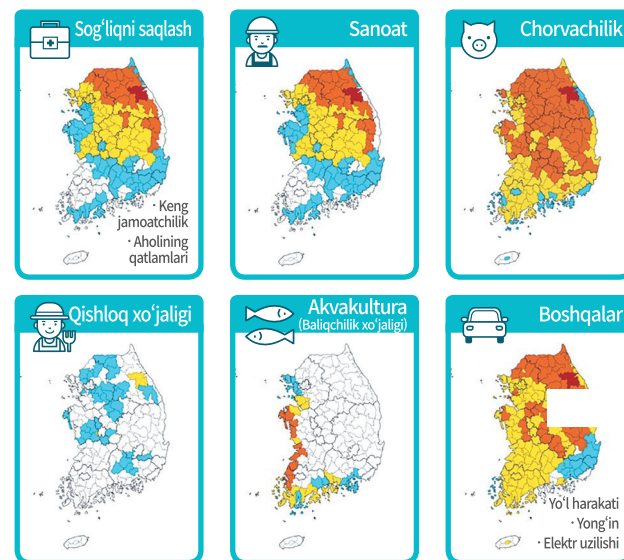 Sog‘liqni saqlash
Sanoat
Chorvachilik
· Keng
jamoatchilik
· Aholining
qatlamlari
Qishloq xo‘jaligi
Akvakultura
(Baliqchilik xo‘jaligi)
Boshqalar
· Yo‘l harakati
· Yong‘in
· Elektr uzilishi